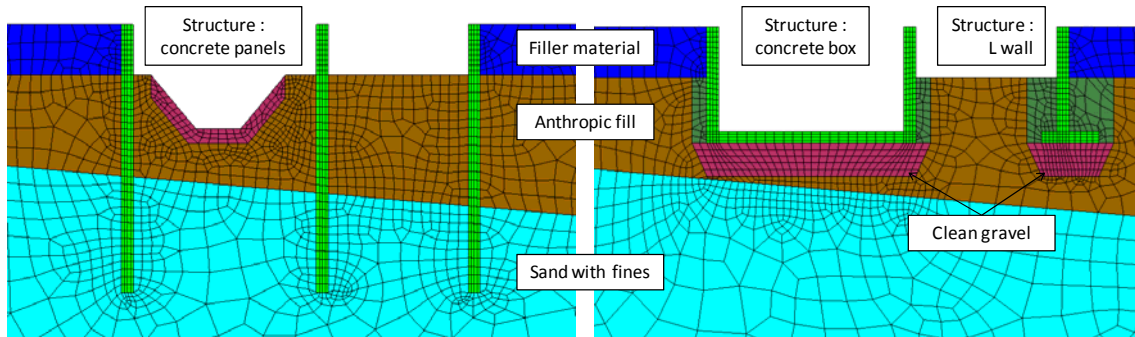 Structure :
concrete panels
Filler material
Structure :
concrete box
Structure :
L wall
Anthropic fill
Clean gravel
Sand with fines